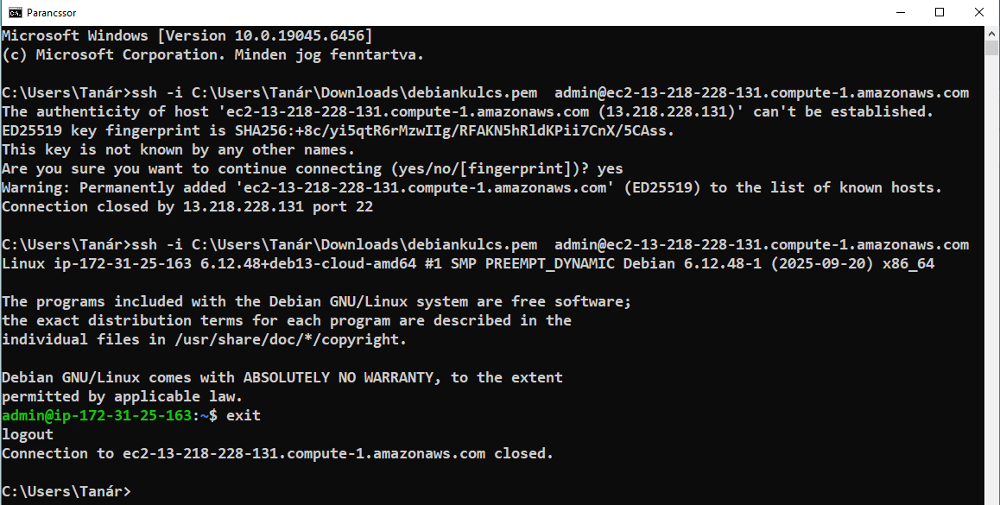 Parancssor
Microsoft Windows [Version 10.0.19045.6456]
(c) Microsoft Corporation. Minden jog fenntartva.
C:\Users\Tanár>ssh -i C:\Users\Tanár\Downloads\debiankulcs.pem  admin@ec2-13-218-228-131.compute-1.amazonaws.com
The authenticity of host 'ec2-13-218-228-131.compute-1.amazonaws.com (13.218.228.131)' can't be established.
ED25519 key fingerprint is SHA256:+8c/yi5qtR6rMzwIIg/RFAKN5hRldKPii7CnX/5CAss.
This key is not known by any other names.
Are you sure you want to continue connecting (yes/no/[fingerprint])? yes
Warning: Permanently added 'ec2-13-218-228-131.compute-1.amazonaws.com' (ED25519) to the list of known hosts.
Connection closed by 13.218.228.131 port 22
C:\Users\Tanár>ssh -i C:\Users\Tanár\Downloads\debiankulcs.pem  admin@ec2-13-218-228-131.compute-1.amazonaws.com
Linux ip-172-31-25-163 6.12.48+deb13-cloud-amd64 #1 SMP PREEMPT_DYNAMIC Debian 6.12.48-1 (2025-09-20) x86_64
The programs included with the Debian GNU/Linux system are free software;
the exact distribution terms for each program are described in the
individual files in /usr/share/doc/*/copyright.
Debian GNU/Linux comes with ABSOLUTELY NO WARRANTY, to the extent
permitted by applicable law.
admin@ip-172-31-25-163:~$ exit
logout
Connection to ec2-13-218-228-131.compute-1.amazonaws.com closed.
C:\Users\Tanár>